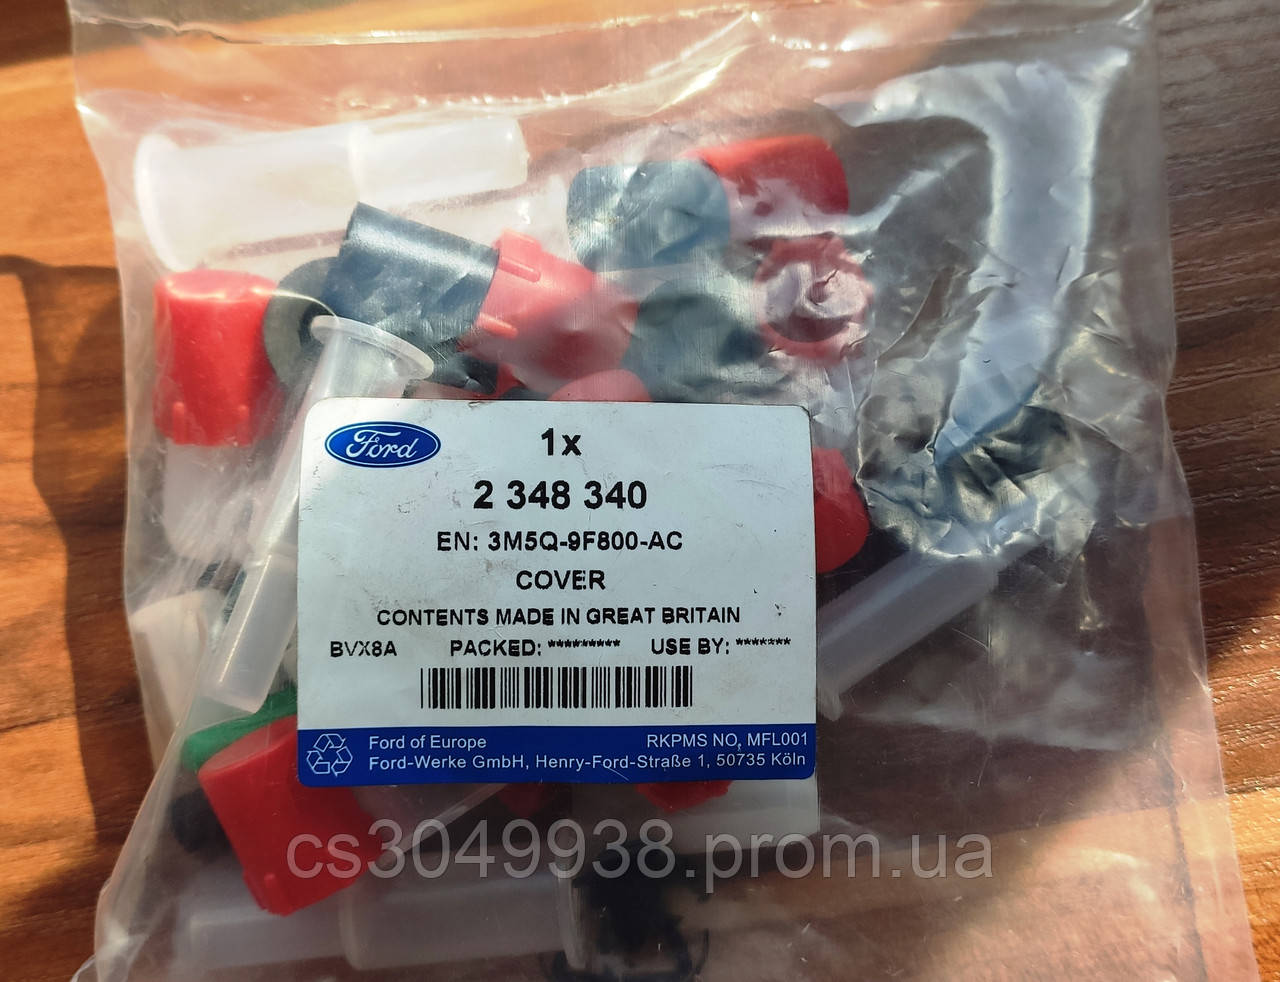 Ford
1x
2 348 340
EN: 3M5Q-9F800-AC
COVER
CONTENTS MADE IN GREAT BRITAIN
BVX8A PACKED: ********* USE BY: *******
Ford of Europe RKPMS NO, MFL001
Ford-Werke GmbH, Henry-Ford-Straße 1, 50735 Köln
cs3049938.prom.ua